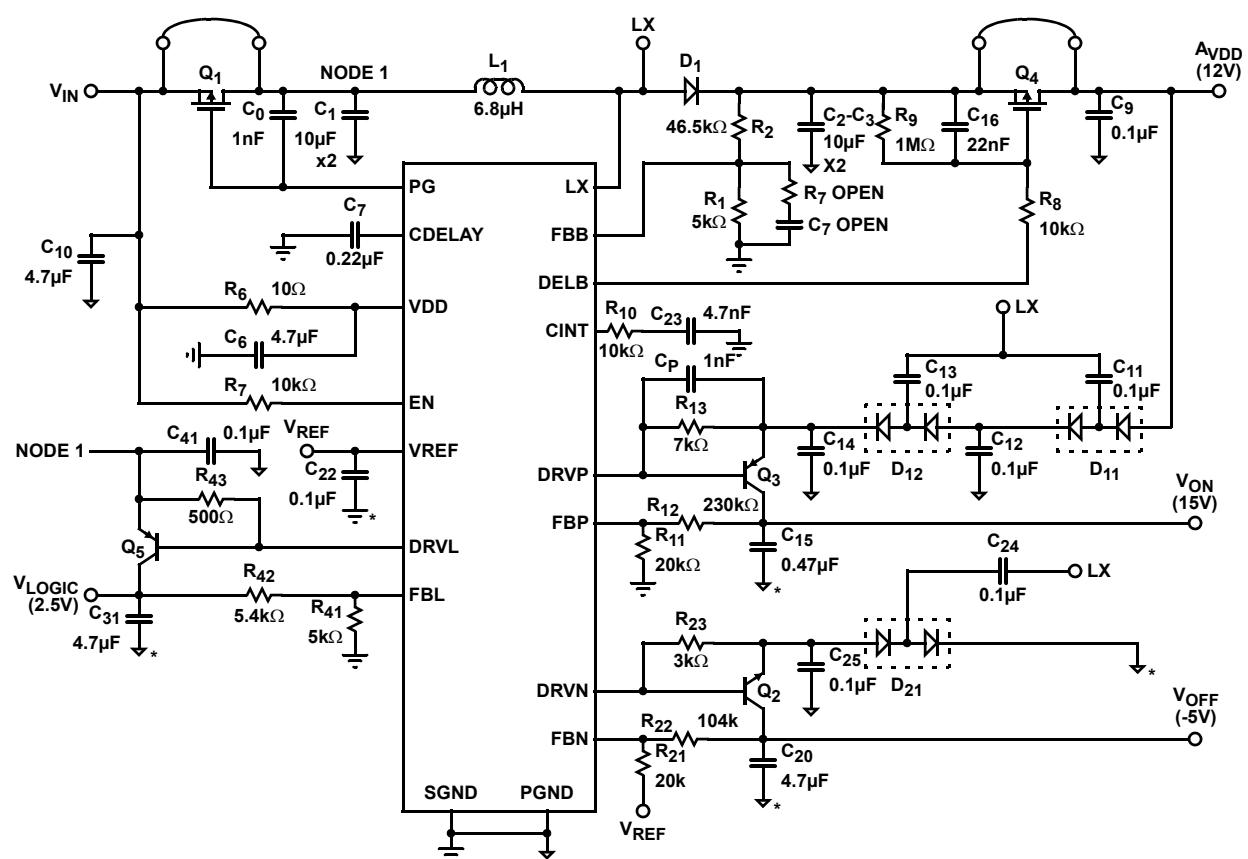 LX
AVDD
(12V)
VIN
Q1
NODE 1
L1
6.8µH
D1
Q4
C0
1nF
C1
10µF
x2
46.5kΩ
R2
C2-C3
10µF
X2
R9
1MΩ
C16
22nF
C9
0.1µF
PG
LX
R7 OPEN
C7 OPEN
R1
5kΩ
R8
10kΩ
C7
0.22µF
CDELAY
FBB
C10
4.7µF
DELB
R6
10Ω
VDD
C6
4.7µF
CINT
R10
10kΩ
C23
4.7nF
LX
CP
1nF
C13
0.1µF
C11
0.1µF
R7
10kΩ
EN
R13
7kΩ
NODE 1
C41
0.1µF
VREF
VREF
C22
0.1µF
*
C14
0.1µF
D12
C12
0.1µF
D11
R43
500Ω
DRVP
Q3
VON
(15V)
FBP
R12
230kΩ
R11
20kΩ
C15
0.47µF
*
Q5
DRVL
C24
0.1µF
LX
VLOGIC
(2.5V)
R42
5.4kΩ
FBL
C31
4.7µF
*
R41
5kΩ
R23
3kΩ
C25
0.1µF
D21
*
DRVN
Q2
VOFF
(-5V)
FBN
R22
104k
R21
20k
C20
4.7µF
*
SGND
PGND
VREF